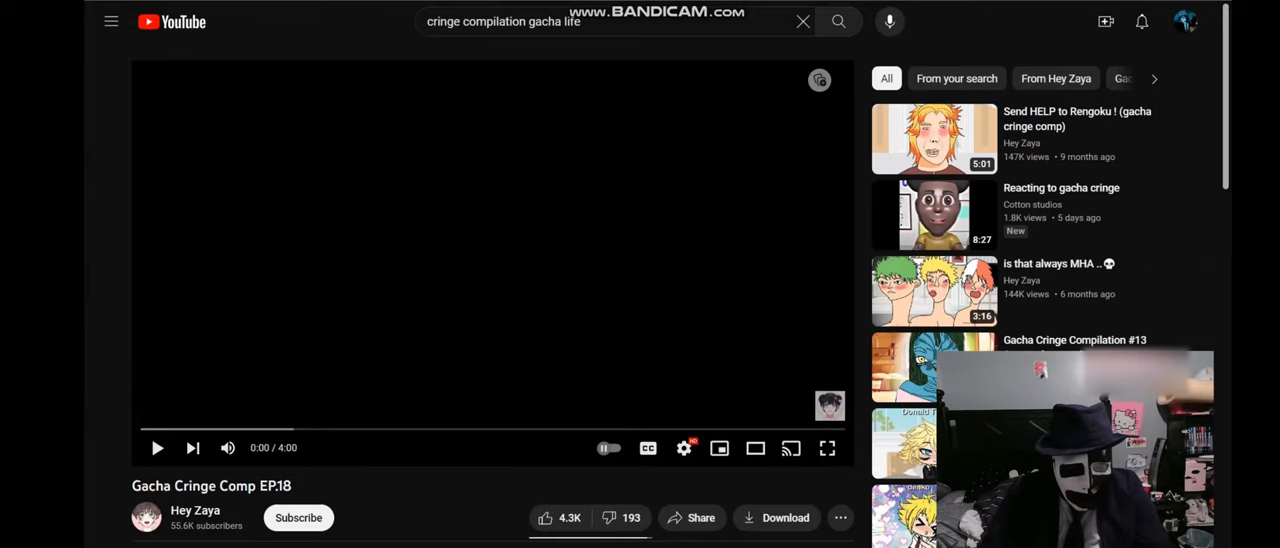 www.BANDICAM.com
YouTube
cringe compilation gacha life
All
From your search
From Hey Zaya
Send HELP to Rengoku ! (gacha
cringe comp)
Hey Zaya
147K views • 9 months ago
5:01
Reacting to gacha cringe
Cotton studios
1.8K views • 5 days ago
New
8:27
is that always MHA ..💀
Hey Zaya
144K views • 6 months ago
3:16
Gacha Cringe Compilation #13
Donald
0:00 / 4:00
CC
HD
Gacha Cringe Comp EP.18
Hey Zaya
55.6K subscribers
Subscribe
4.3K
193
Share
Download